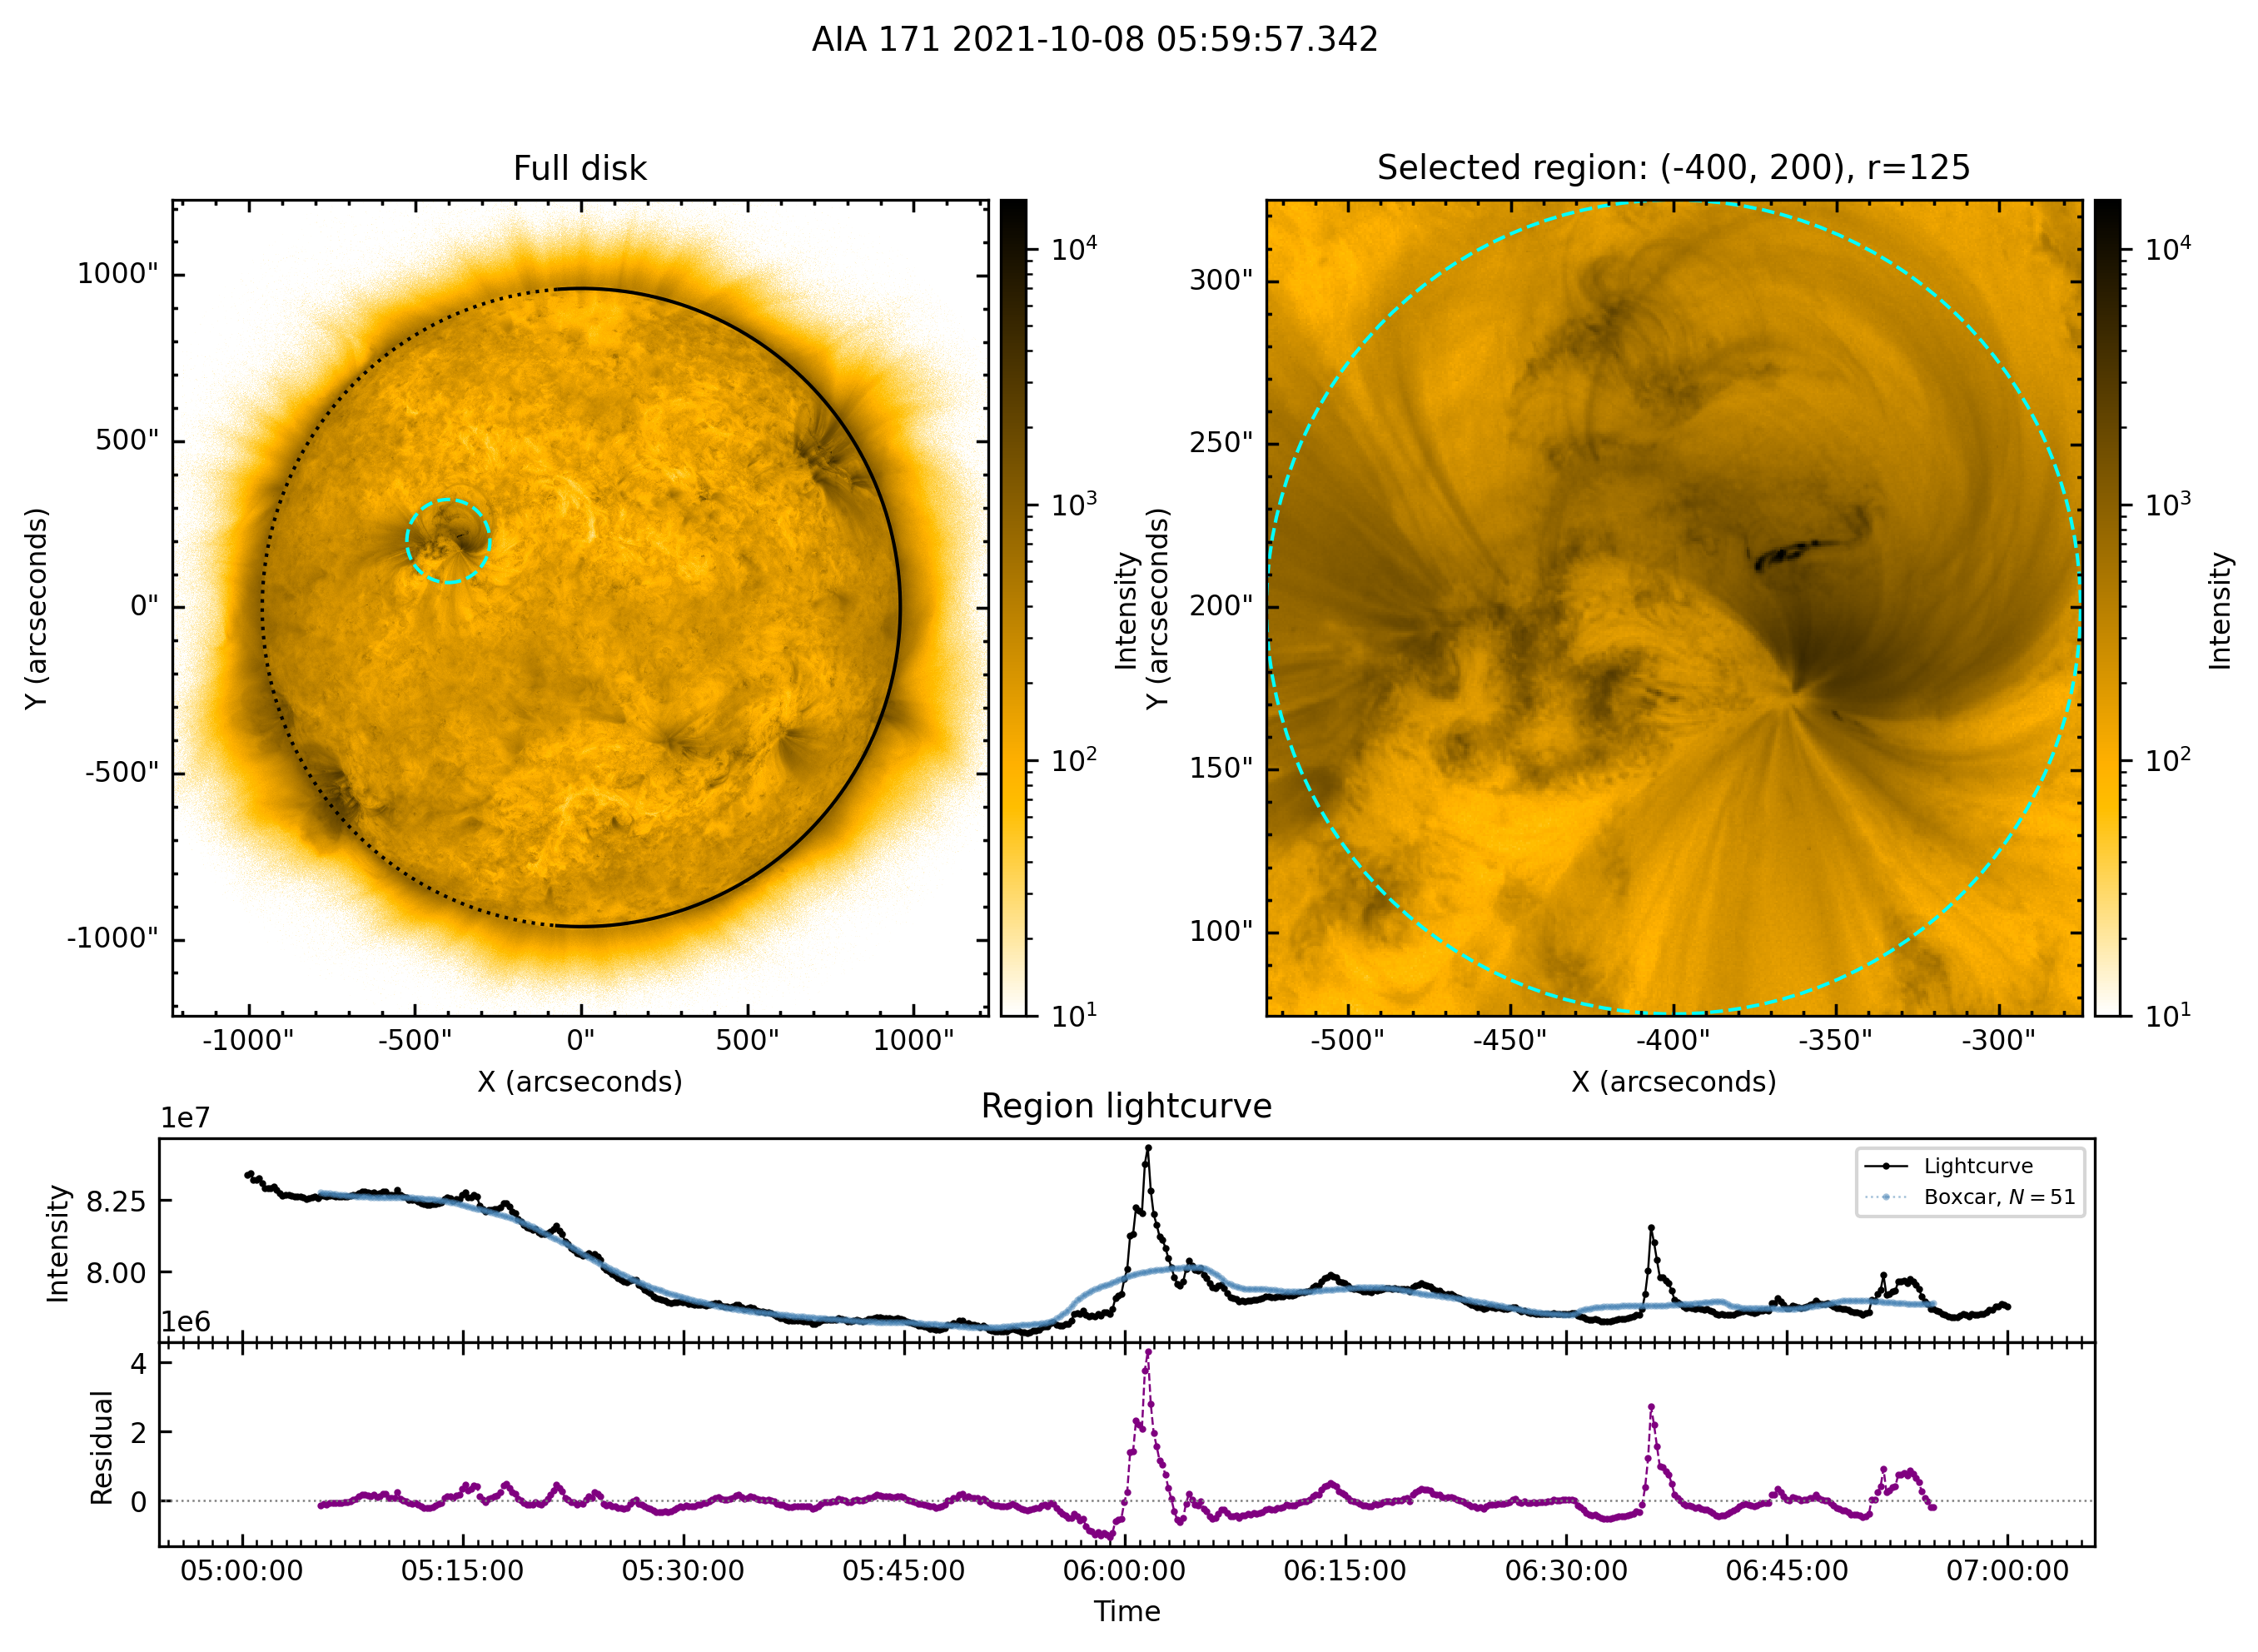 AIA 171 2021-10-08 05:59:57.342
Full disk
Y (arcseconds)
1000"
500"
0"
-500"
-1000"
-1000" -500" 0" 500" 1000"
X (arcseconds)
10⁴
10³
10²
10¹
Intensity
Selected region: (-400, 200), r=125
Y (arcseconds)
300"
250"
200"
150"
100"
-500" -450" -400" -350" -300"
X (arcseconds)
10⁴
10³
10²
10¹
Intensity
Region lightcurve
1e7
Intensity
8.25
8.00
Lightcurve
Boxcar, N = 51
1e6
Residual
4
2
0
05:00:00 05:15:00 05:30:00 05:45:00 06:00:00 06:15:00 06:30:00 06:45:00 07:00:00
Time